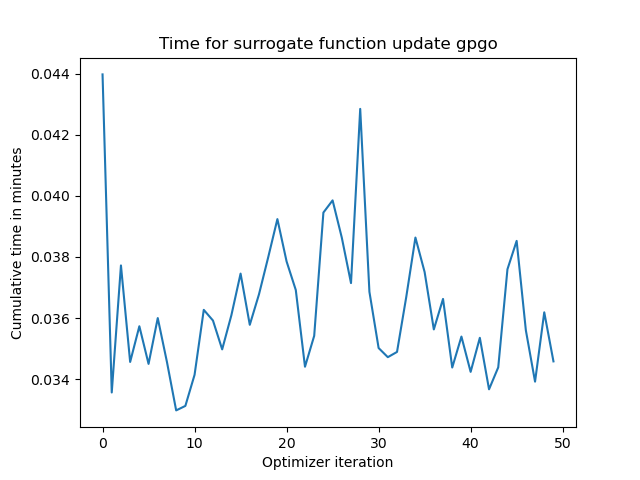 Time for surrogate function update gpgo
Cumulative time in minutes
0.044
0.042
0.040
0.038
0.036
0.034
0 10 20 30 40 50
Optimizer iteration